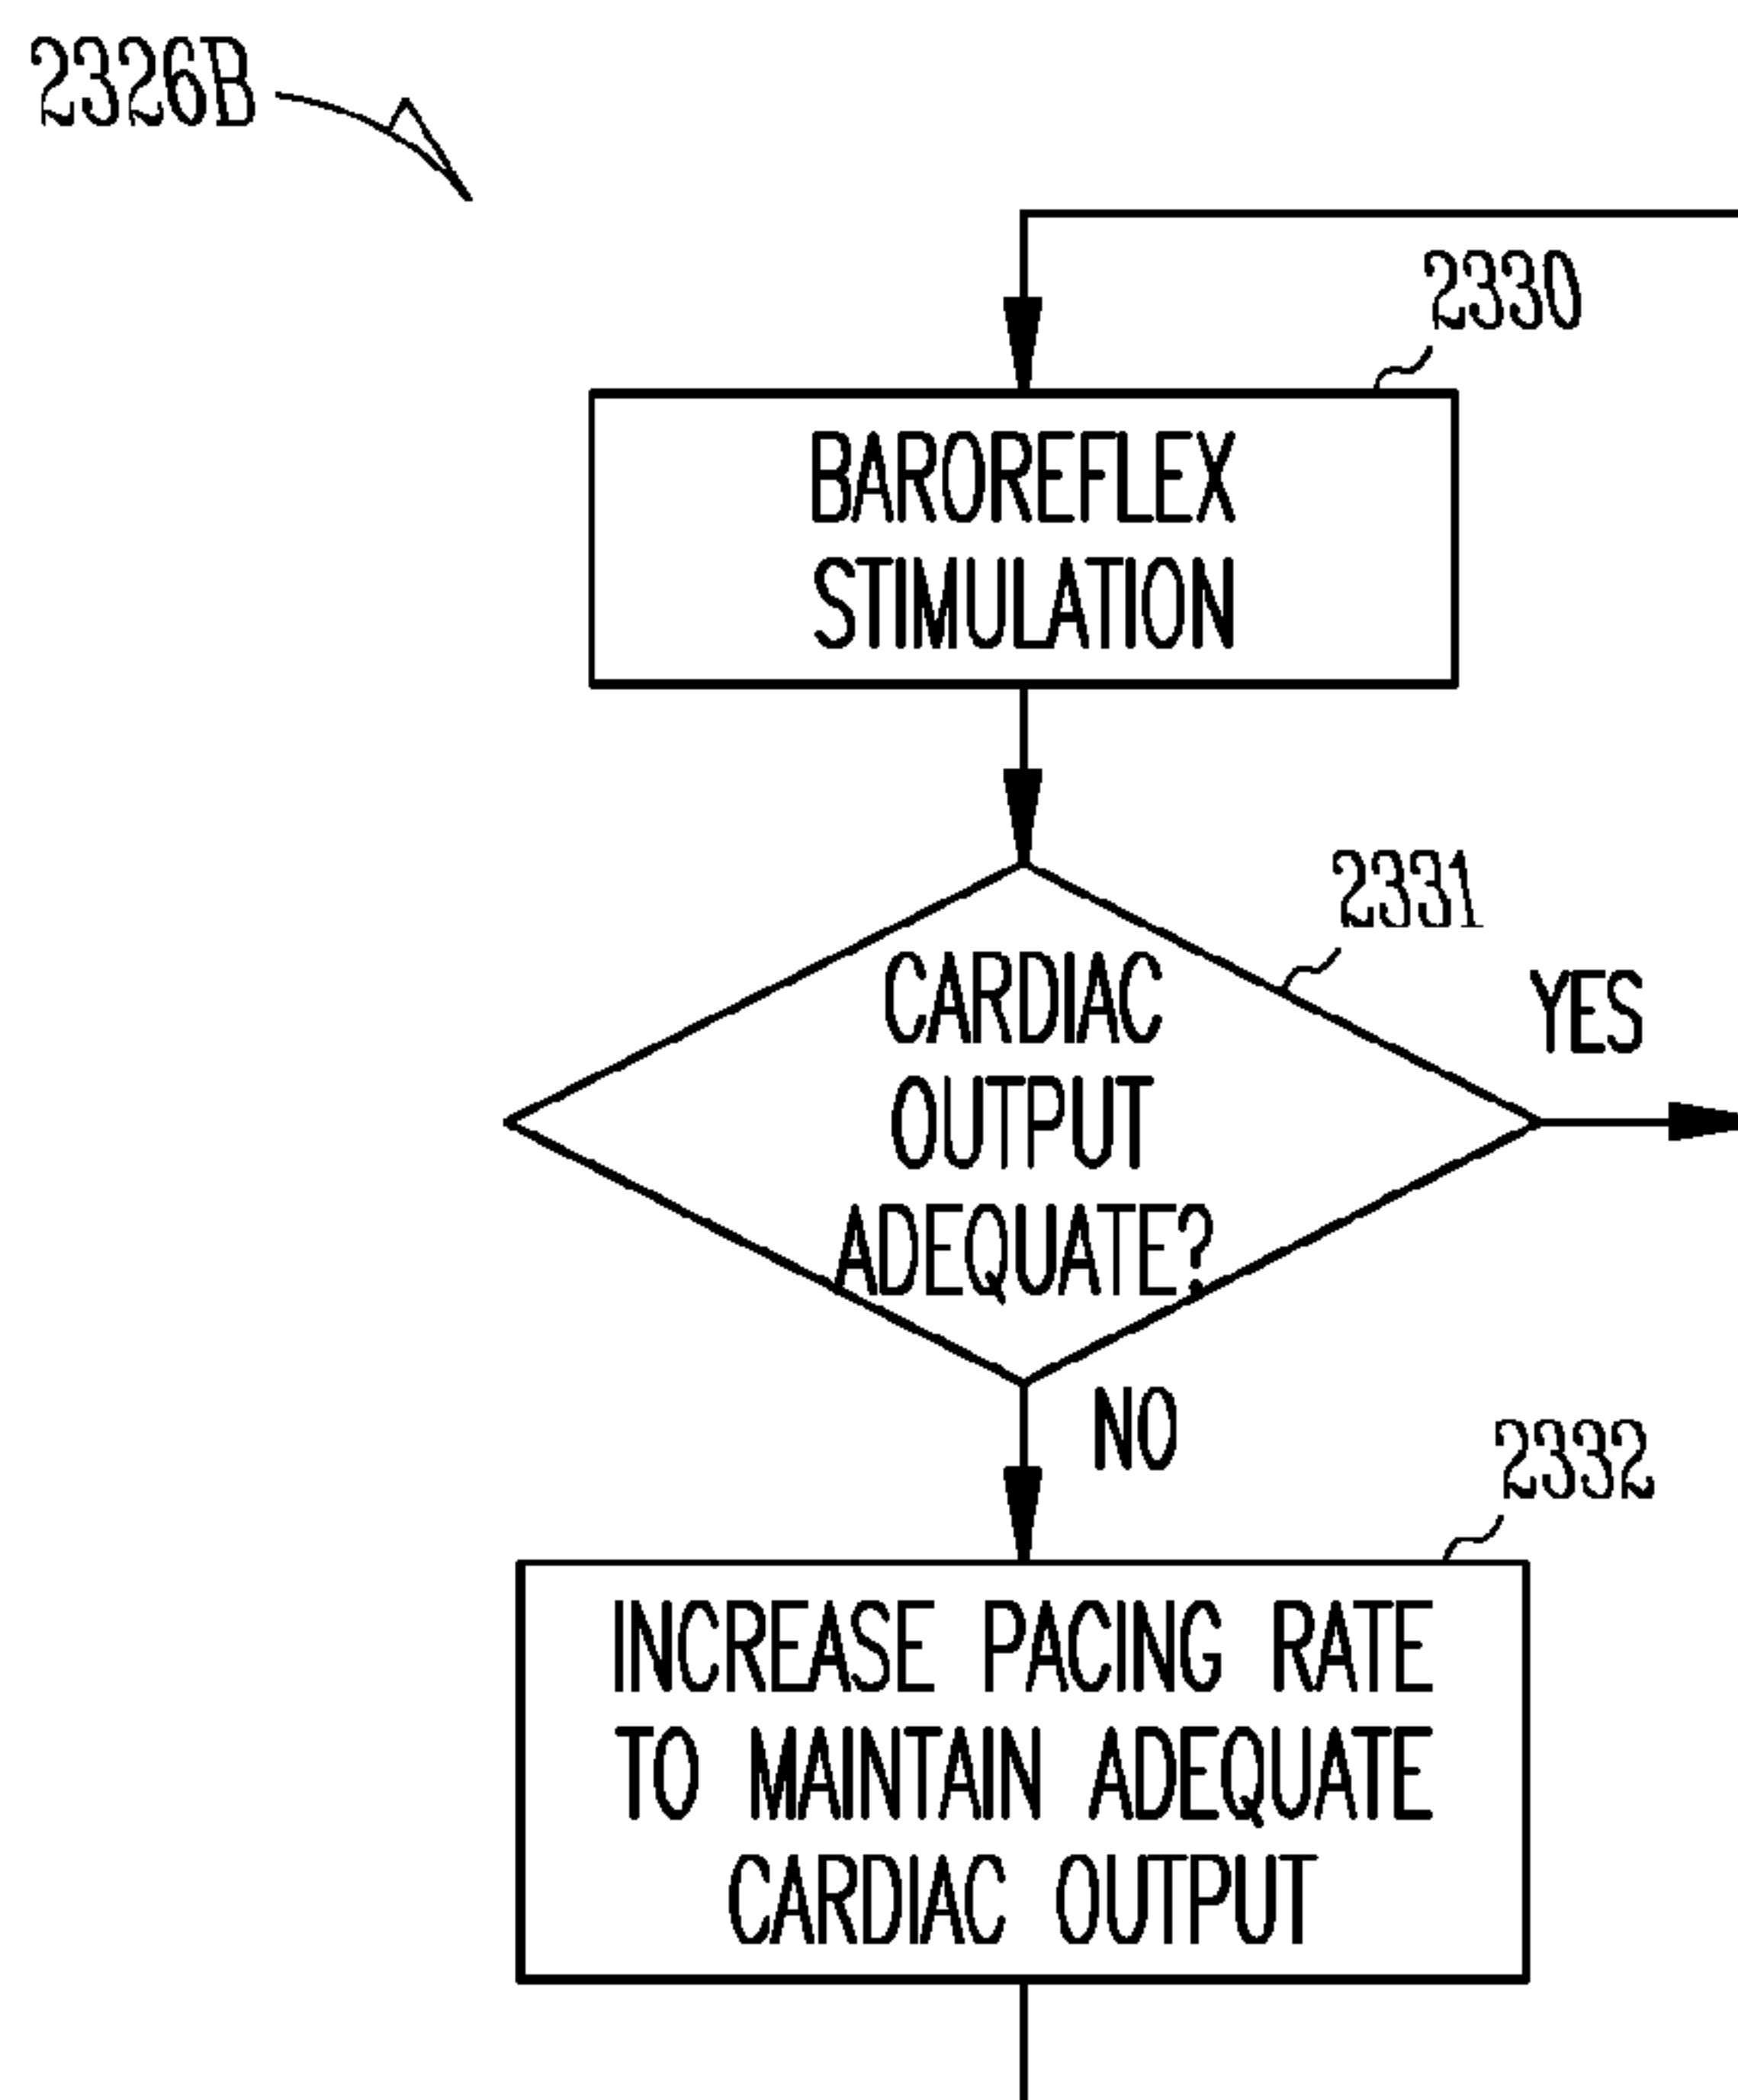 2326B
2330
BAROREFLEX
STIMULATION
2331
CARDIAC
OUTPUT
ADEQUATE?
YES
NO
2332
INCREASE PACING RATE
TO MAINTAIN ADEQUATE
CARDIAC OUTPUT